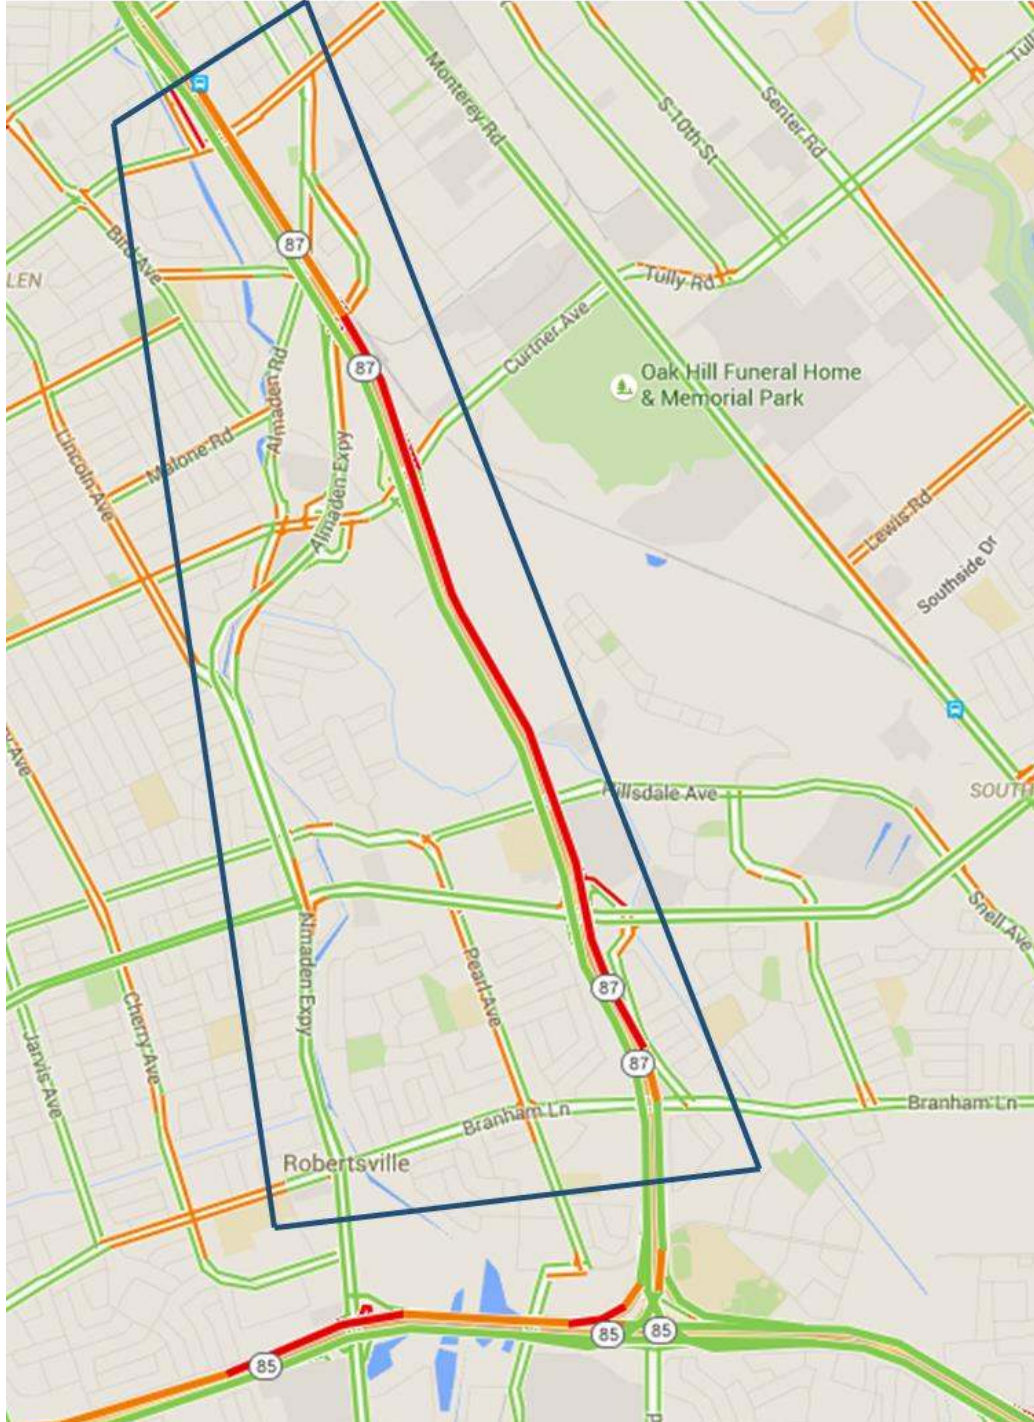 Monterey Rd
S 10th St
Senter Rd
Bird Ave
87
LEN
Tully Rd
Curtner Ave
87
Oak Hill Funeral Home
& Memorial Park
Almaden Rd
Malone Rd
Lincoln Ave
Almaden Expy
Lewis Rd
Southside Dr
Hillsdale Ave
SOUTH
Snell Ave
Almaden Expy
Pearl Ave
87
Cherry Ave
Jarvis Ave
87
Branham Ln
Branham Ln
Robertsville
85
85
85